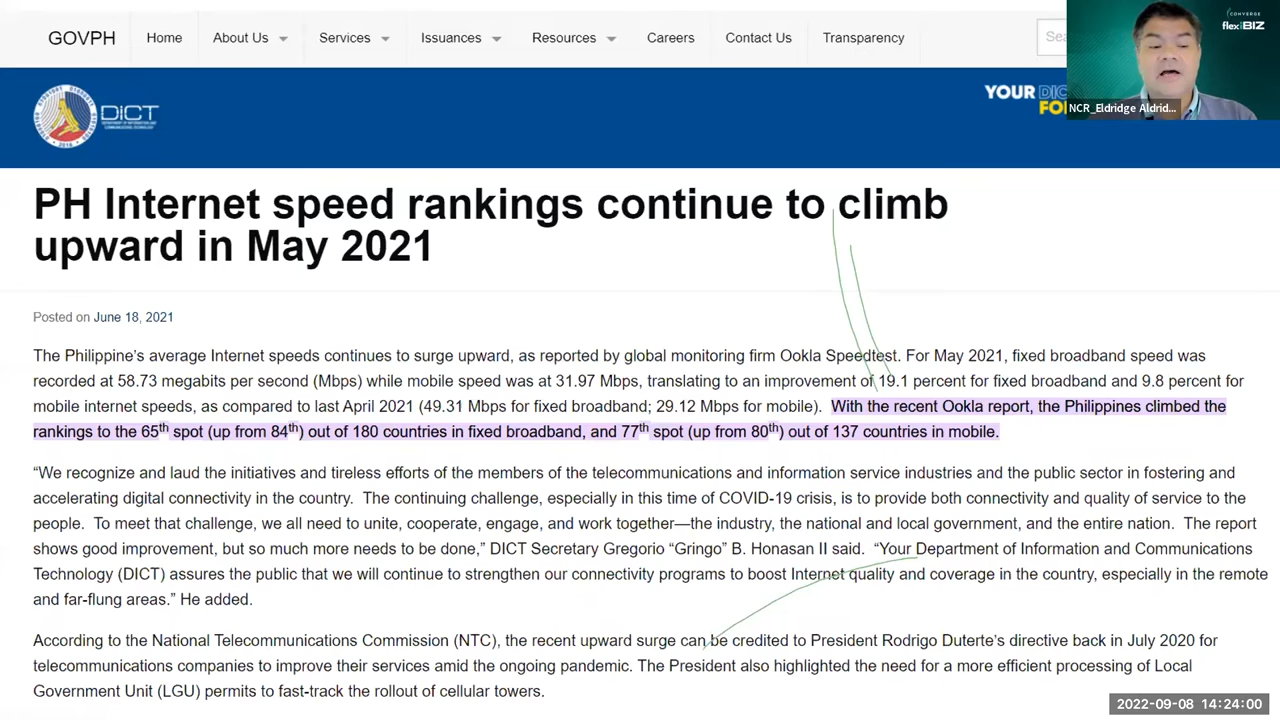 GOVPH Home About Us Services Issuances Resources Careers Contact Us Transparency
CONVERGE
flexiBIZ
NCR_Eldridge Aldrid...
DICT
YOUR DIC
FO
PH Internet speed rankings continue to climb
upward in May 2021
Posted on June 18, 2021
The Philippine’s average Internet speeds continues to surge upward, as reported by global monitoring firm Ookla Speedtest. For May 2021, fixed broadband speed was
recorded at 58.73 megabits per second (Mbps) while mobile speed was at 31.97 Mbps, translating to an improvement of 19.1 percent for fixed broadband and 9.8 percent for
mobile internet speeds, as compared to last April 2021 (49.31 Mbps for fixed broadband; 29.12 Mbps for mobile). With the recent Ookla report, the Philippines climbed the
rankings to the 65th spot (up from 84th) out of 180 countries in fixed broadband, and 77th spot (up from 80th) out of 137 countries in mobile.
“We recognize and laud the initiatives and tireless efforts of the members of the telecommunications and information service industries and the public sector in fostering and
accelerating digital connectivity in the country. The continuing challenge, especially in this time of COVID-19 crisis, is to provide both connectivity and quality of service to the
people. To meet that challenge, we all need to unite, cooperate, engage, and work together—the industry, the national and local government, and the entire nation. The report
shows good improvement, but so much more needs to be done,” DICT Secretary Gregorio “Gringo” B. Honasan II said. “Your Department of Information and Communications
Technology (DICT) assures the public that we will continue to strengthen our connectivity programs to boost Internet quality and coverage in the country, especially in the remote
and far-flung areas.” He added.
According to the National Telecommunications Commission (NTC), the recent upward surge can be credited to President Rodrigo Duterte’s directive back in July 2020 for
telecommunications companies to improve their services amid the ongoing pandemic. The President also highlighted the need for a more efficient processing of Local
Government Unit (LGU) permits to fast-track the rollout of cellular towers.
2022-09-08 14:24:00